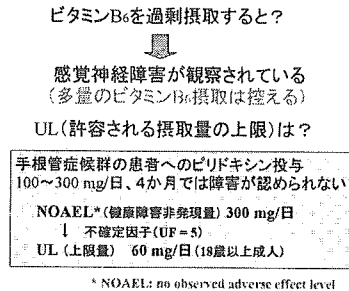 ビタミンB6を過剰摂取すると？
感覚神経障害が観察されている
（多量のビタミンB6摂取は控える）
UL（許容される摂取量の上限）は？
手根管症候群の患者へのピリドキシン投与
100～300 mg/日、4か月では障害が認められない
NOAEL*（健康障害非発現量）300 mg/日
↓ 不確定因子（UF＝5）
UL（上限量） 60 mg/日（18歳以上成人）
* NOAEL: no observed adverse effect level